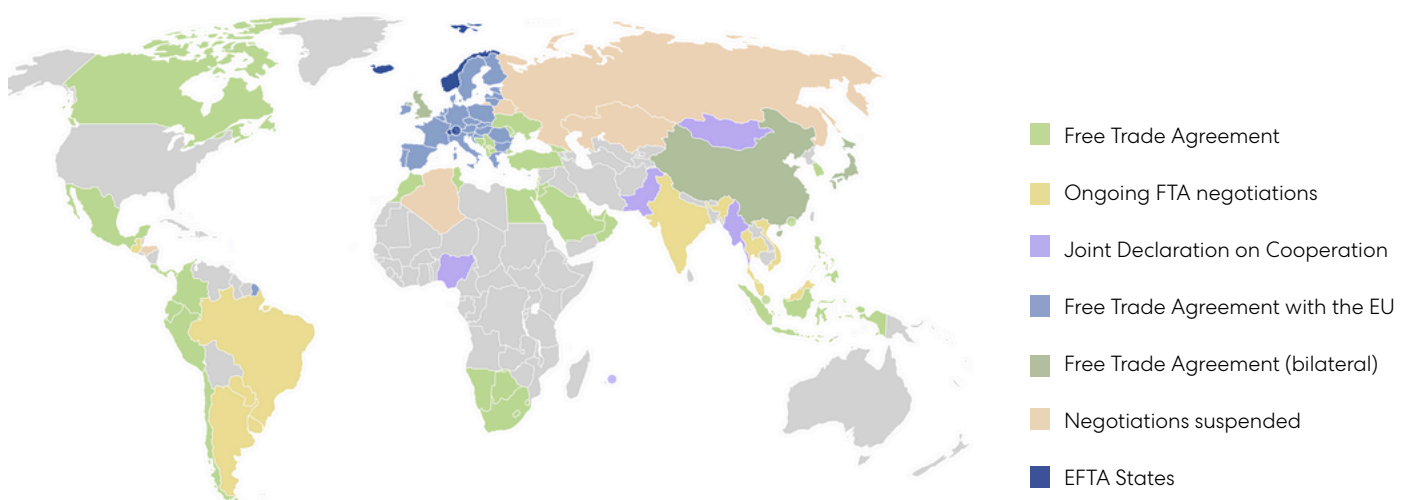 Free Trade Agreement
Ongoing FTA negotiations
Joint Declaration on Cooperation
Free Trade Agreement with the EU
Free Trade Agreement (bilateral)
Negotiations suspended
EFTA States